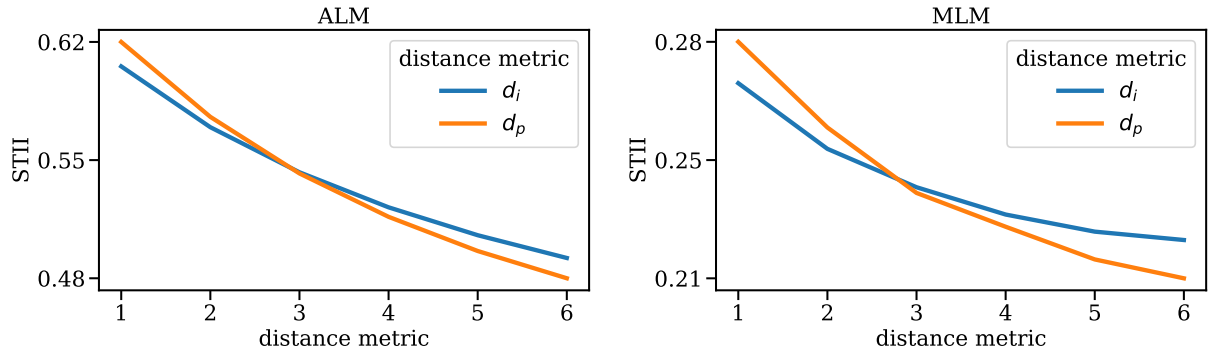 ALM
STII
0.62
0.55
0.48
distance metric
d_i
d_p
1 2 3 4 5 6
distance metric
MLM
STII
0.28
0.25
0.21
distance metric
d_i
d_p
1 2 3 4 5 6
distance metric